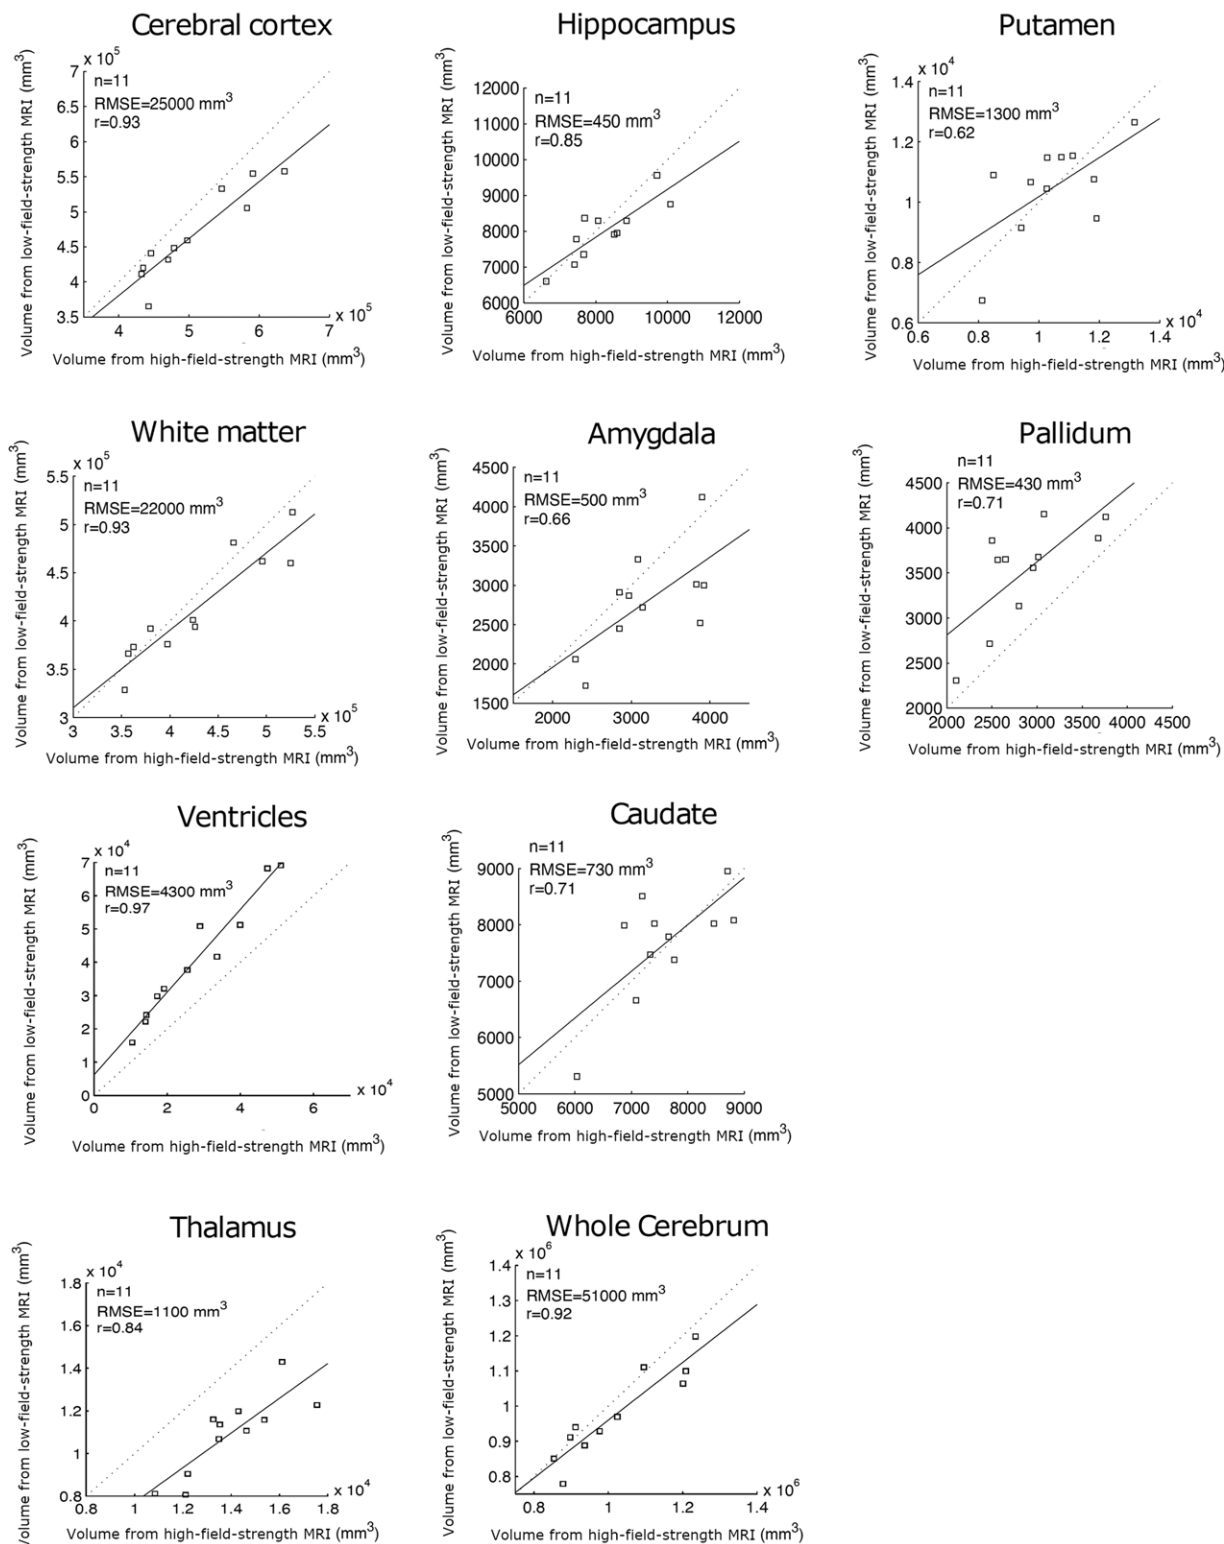 Cerebral cortex
x 10^5
n=11
RMSE=25000 mm^3
r=0.93
7
6.5
6
5.5
5
4.5
4
3.5
4
5
6
7
x 10^5
Volume from low-field-strength MRI (mm^3)
Volume from high-field-strength MRI (mm^3)
Hippocampus
n=11
RMSE=450 mm^3
r=0.85
12000
11000
10000
9000
8000
7000
6000
6000
8000
10000
12000
Volume from low-field-strength MRI (mm^3)
Volume from high-field-strength MRI (mm^3)
Putamen
x 10^4
n=11
RMSE=1300 mm^3
r=0.62
1.4
1.2
1
0.8
0.6
0.6
0.8
1
1.2
1.4
x 10^4
Volume from low-field-strength MRI (mm^3)
Volume from high-field-strength MRI (mm^3)
White matter
x 10^5
n=11
RMSE=22000 mm^3
r=0.93
5.5
5
4.5
4
3.5
3
3
3.5
4
4.5
5
5.5
x 10^5
Volume from low-field-strength MRI (mm^3)
Volume from high-field-strength MRI (mm^3)
Amygdala
n=11
RMSE=500 mm^3
r=0.66
4500
4000
3500
3000
2500
2000
1500
2000
3000
4000
Volume from low-field-strength MRI (mm^3)
Volume from high-field-strength MRI (mm^3)
Pallidum
n=11
RMSE=430 mm^3
r=0.71
4500
4000
3500
3000
2500
2000
2000
2500
3000
3500
4000
4500
Volume from low-field-strength MRI (mm^3)
Volume from high-field-strength MRI (mm^3)
Ventricles
x 10^4
n=11
RMSE=4300 mm^3
r=0.97
7
6
5
4
3
2
1
0
0
2
4
6
x 10^4
Volume from low-field-strength MRI (mm^3)
Volume from high-field-strength MRI (mm^3)
Caudate
n=11
RMSE=730 mm^3
r=0.71
9000
8000
7000
6000
5000
5000
6000
7000
8000
9000
Volume from low-field-strength MRI (mm^3)
Volume from high-field-strength MRI (mm^3)
Thalamus
x 10^4
n=11
RMSE=1100 mm^3
r=0.84
1.8
1.6
1.4
1.2
1
0.8
0.8
1
1.2
1.4
1.6
1.8
x 10^4
Volume from low-field-strength MRI (mm^3)
Volume from high-field-strength MRI (mm^3)
Whole Cerebrum
x 10^6
n=11
RMSE=51000 mm^3
r=0.92
1.4
1.3
1.2
1.1
1
0.9
0.8
0.8
1
1.2
1.4
x 10^6
Volume from low-field-strength MRI (mm^3)
Volume from high-field-strength MRI (mm^3)